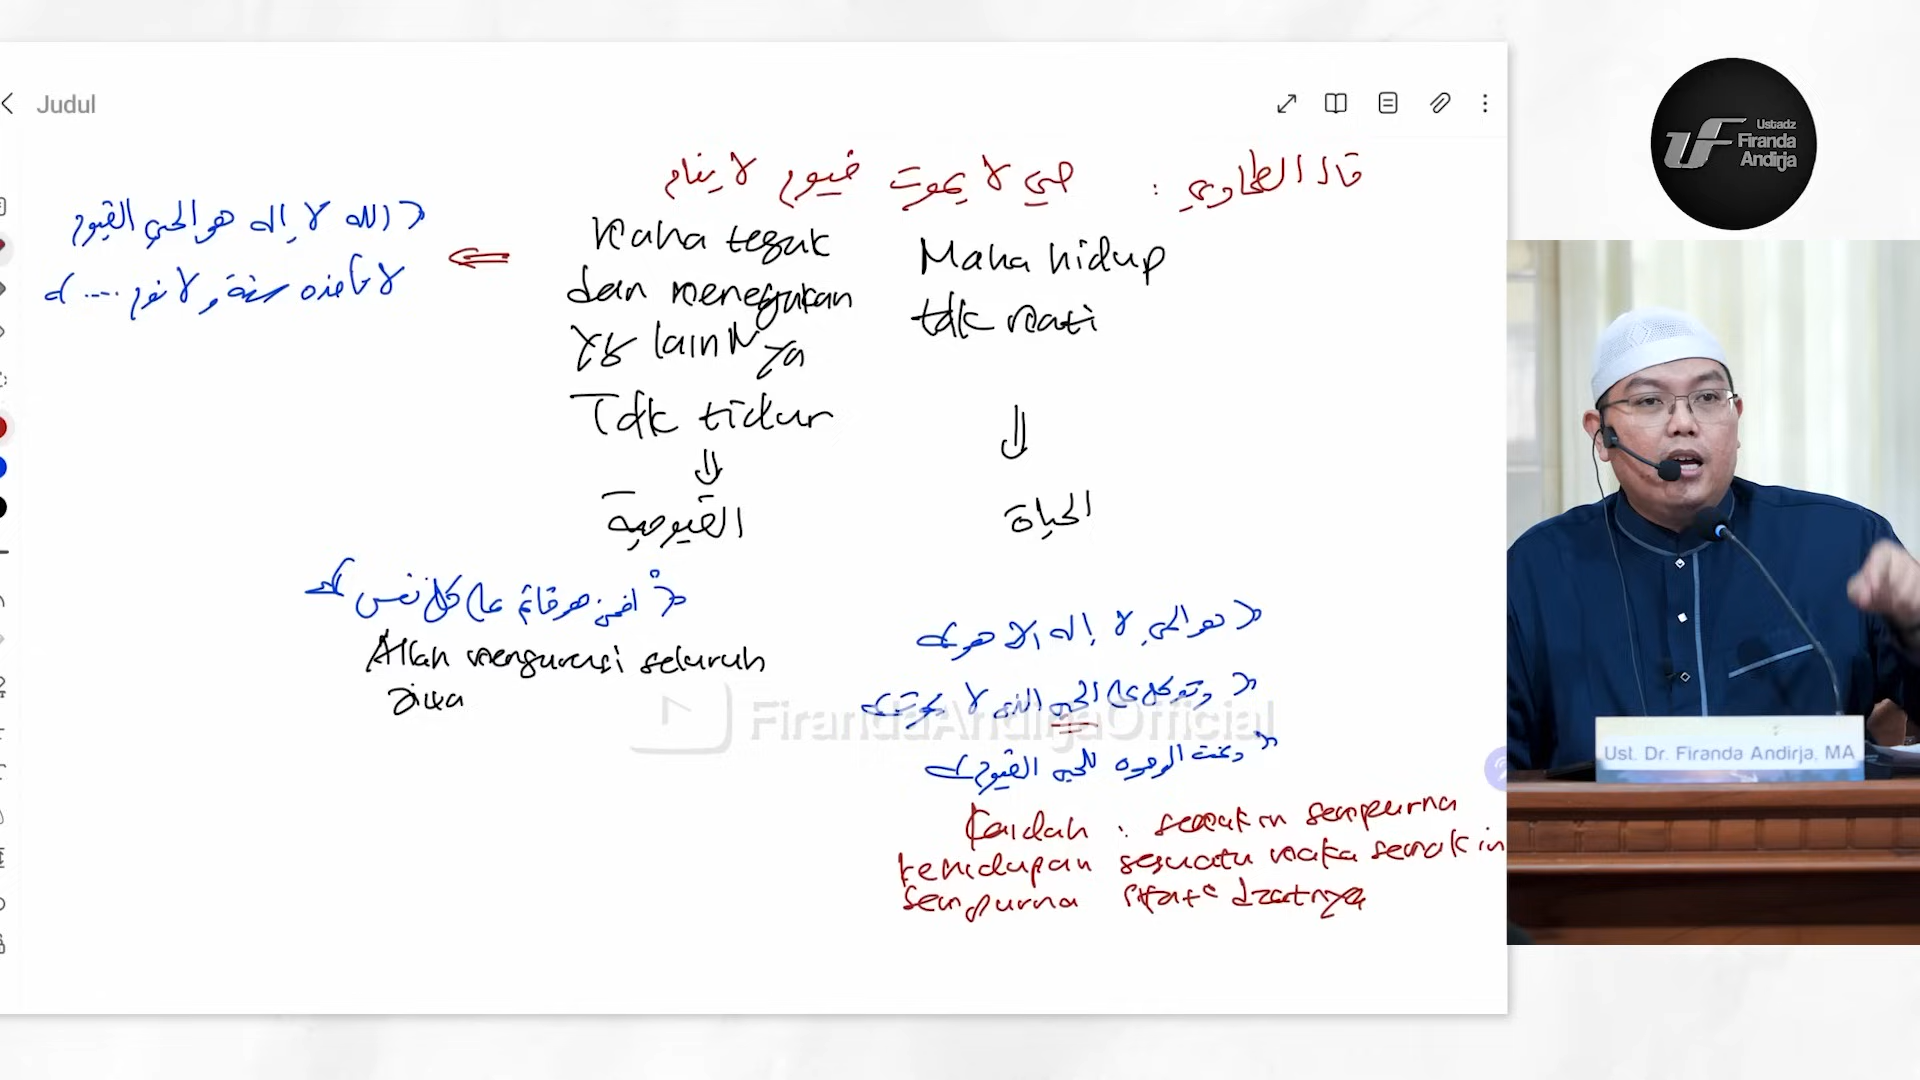 Judul
قال الطحاوي : حي لا يموت قيوم لا ينام
Maha hidup
tdk mati
⇓
الحياة
Maha teguk
dan menegukan
yg lainNya
Tdk tidur
⇓
القيومية
⇐
﴿ الله لا إله هو الحي القيوم
لا تأخذه سنة ولا نوم .... ﴾
﴿ أفمن هو قائم على كل نفس ﴾
Allah mengurusi seluruh
jiwa
﴿ هو الحي لا إله إلا هو ﴾
﴿ وتوكل على الحي الذي لا يموت ﴾
﴿ وعنت الوجوه للحي القيوم ﴾
Kaidah : semakin sempurna
kehidupan sesuatu maka semakin
sempurna sifat² dzatnya
FirandaAndirjaOfficial
UF
Ustadz
Firanda
Andirja
Ust. Dr. Firanda Andirja, MA